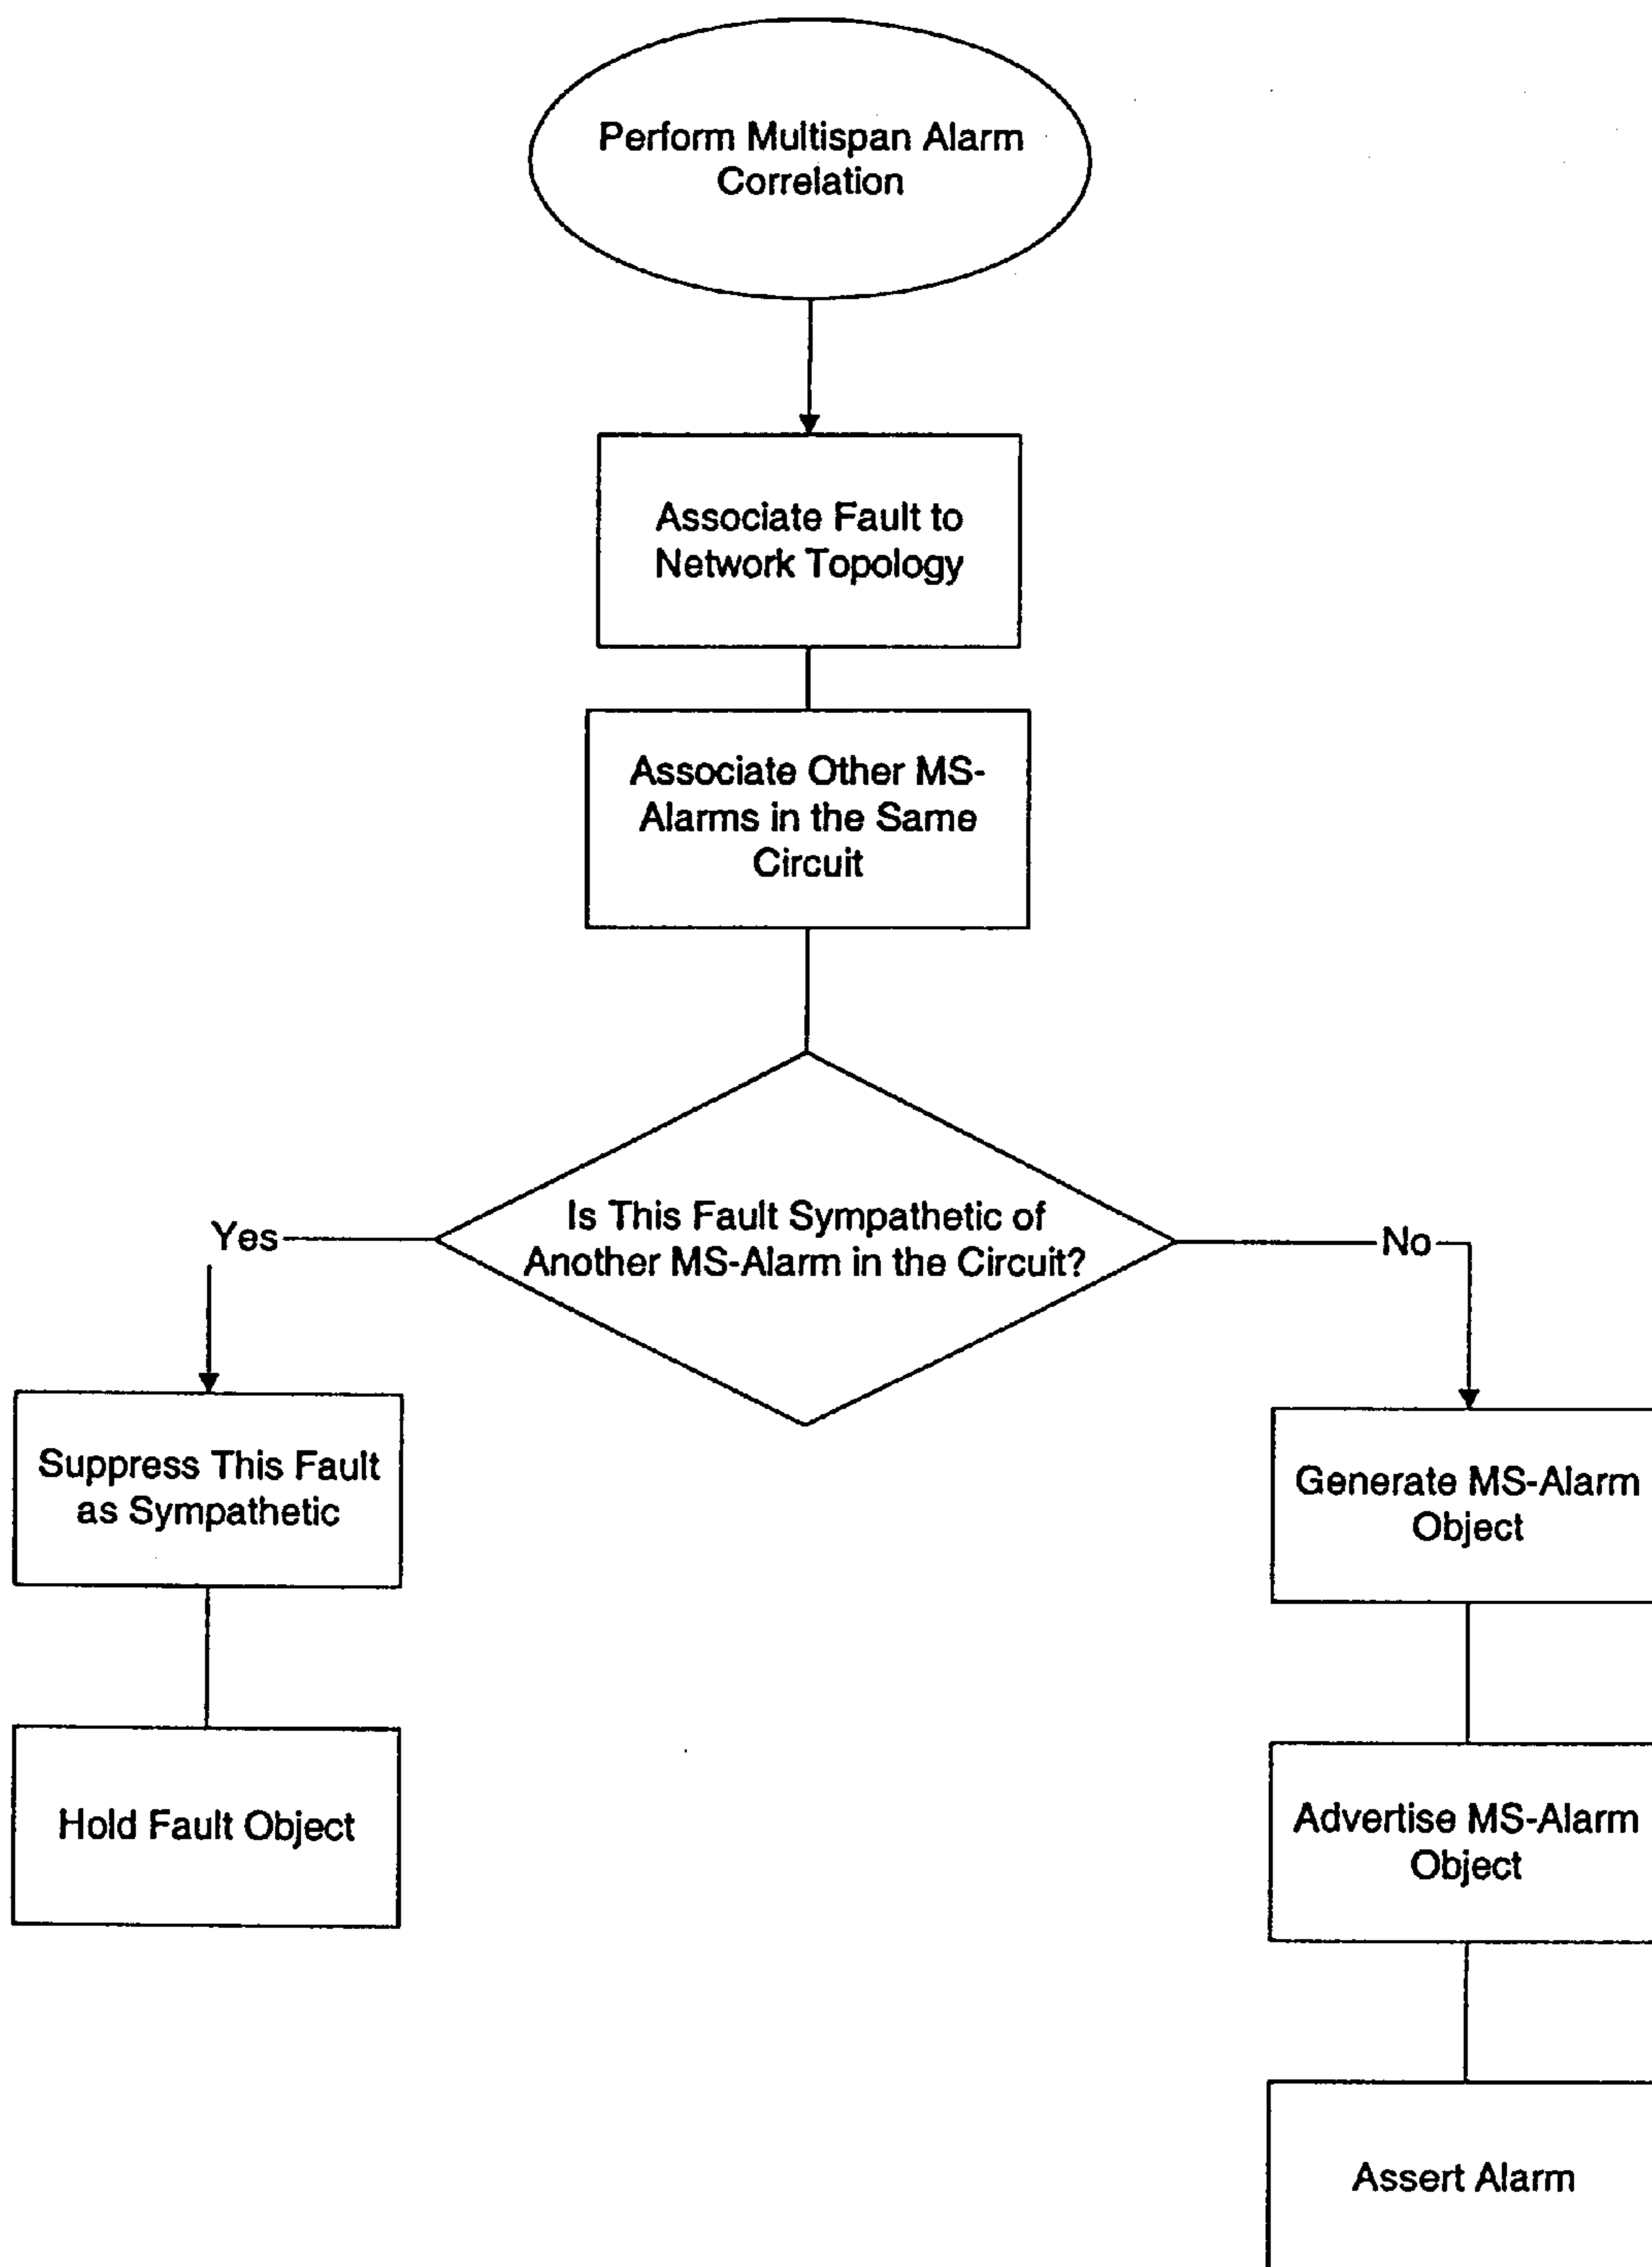 Perform Multispan Alarm
Correlation
Associate Fault to
Network Topology
Associate Other MS-
Alarms in the Same
Circuit
Is This Fault Sympathetic of
Another MS-Alarm in the Circuit?
Yes
No
Suppress This Fault
as Sympathetic
Generate MS-Alarm
Object
Hold Fault Object
Advertise MS-Alarm
Object
Assert Alarm